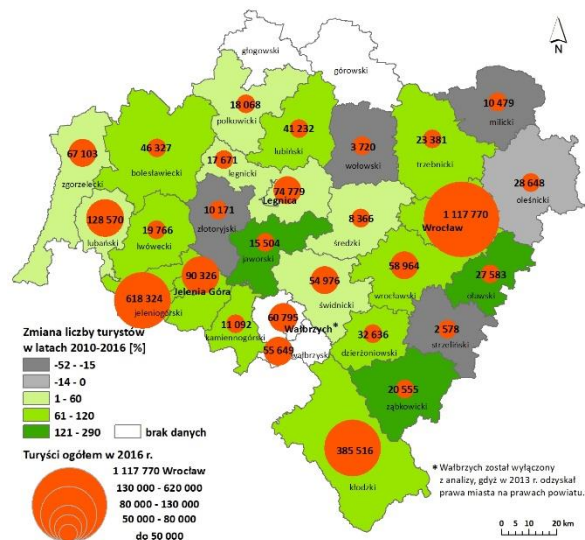 głogowski
górowski
N
18 068
polkowicki
10 479
milicki
41 232
lubiński
3 720
wołowski
23 381
trzebnicki
67 103
zgorzelecki
46 327
bolesławiecki
17 671
legnicki
74 779
Legnica
28 648
oleśnicki
128 570
lubański
19 766
lwówecki
10 171
złotoryjski
8 366
średzki
1 117 770
Wrocław
15 504
jaworski
58 964
wrocławski
27 583
oławski
90 326
Jelenia Góra
618 324
jeleniogórski
54 976
świdnicki
11 092
kamiennogórski
60 795
Wałbrzych*
55 649
wałbrzyski
32 636
dzierżoniowski
2 578
strzeliński
20 555
ząbkowicki
385 516
kłodzki
Zmiana liczby turystów
w latach 2010-2016 [%]
-52 - -15
-14 - 0
1 - 60
61 - 120
121 - 290 brak danych
Turyści ogółem w 2016 r.
1 117 770 Wrocław
130 000 - 620 000
80 000 - 130 000
50 000 - 80 000
do 50 000
* Wałbrzych został wyłączony
z analizy, gdyż w 2013 r. odzyskał
prawa miasta na prawach powiatu.
0 5 10 20 km